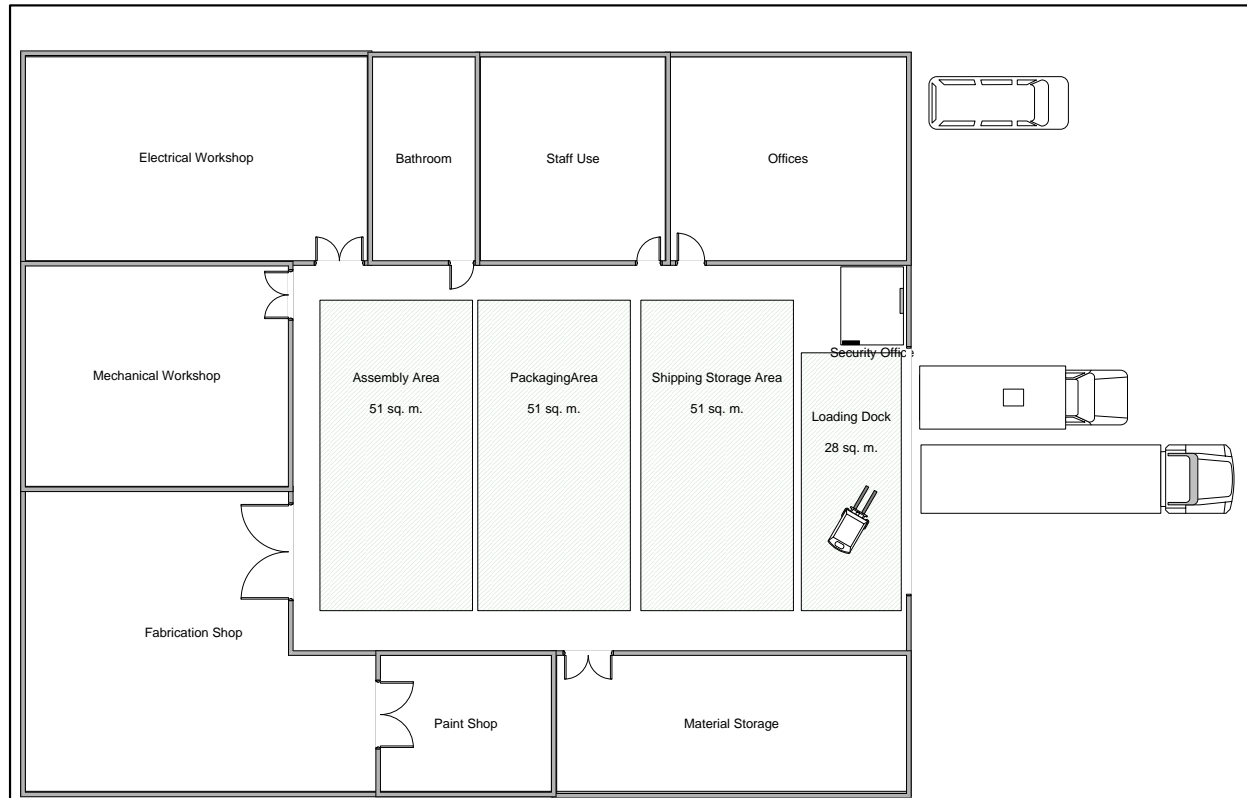 Electrical Workshop
Bathroom
Staff Use
Offices
Security Office
Mechanical Workshop
Assembly Area
51 sq. m.
PackagingArea
51 sq. m.
Shipping Storage Area
51 sq. m.
Loading Dock
28 sq. m.
Fabrication Shop
Paint Shop
Material Storage